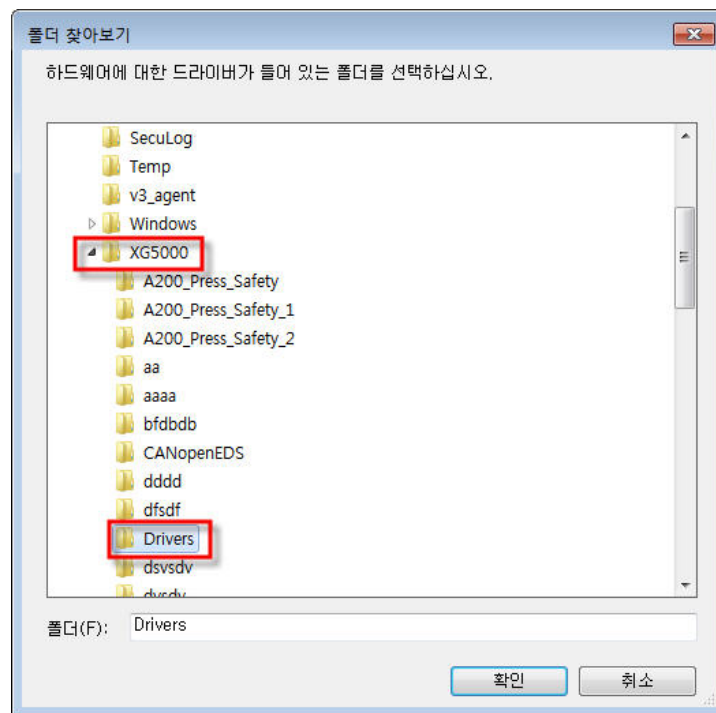 폴더 찾아보기
하드웨어에 대한 드라이버가 들어 있는 폴더를 선택하십시오.
SecuLog
Temp
v3_agent
Windows
XG5000
A200_Press_Safety
A200_Press_Safety_1
A200_Press_Safety_2
aa
aaaa
bfdbdb
CANopenEDS
dddd
dfsdf
Drivers
dsvsdv
폴더(F): Drivers
확인 취소